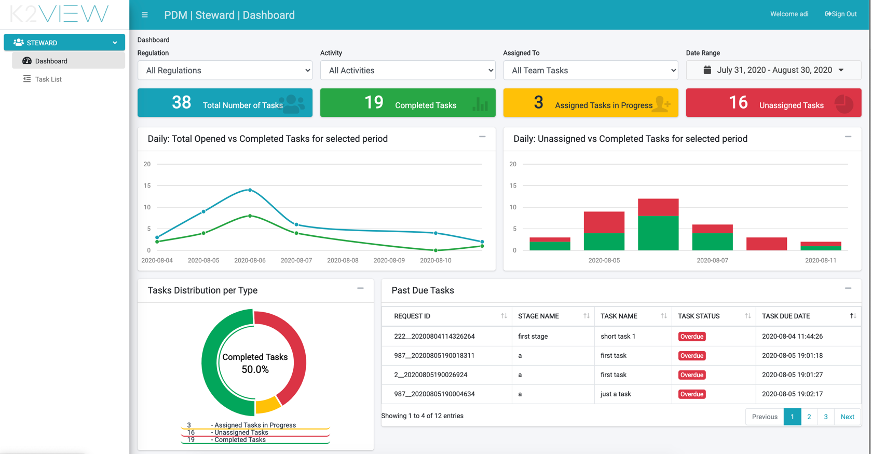 K2VIEW
PDM | Steward | Dashboard
Welcome adi
Sign Out
STEWARD
Dashboard
Task List
Dashboard
Regulation
Activity
Assigned To
Date Range
All Regulations
All Activities
All Team Tasks
July 31, 2020 - August 30, 2020
38 Total Number of Tasks
19 Completed Tasks
3 Assigned Tasks in Progress
16 Unassigned Tasks
Daily: Total Opened vs Completed Tasks for selected period
20
15
10
5
0
2020-08-04 2020-08-05 2020-08-06 2020-08-07 2020-08-08 2020-08-09 2020-08-10
Daily: Unassigned vs Completed Tasks for selected period
20
15
10
5
0
2020-08-05 2020-08-07 2020-08-11
Tasks Distribution per Type
Completed Tasks
50.0%
3 - Assigned Tasks in Progress
16 - Unassigned Tasks
19 - Completed Tasks
Past Due Tasks
REQUEST ID STAGE NAME TASK NAME TASK STATUS TASK DUE DATE
222__20200804114326264 first stage short task 1 Overdue 2020-08-04 11:44:26
987__20200805190018311 a first task Overdue 2020-08-05 19:01:18
2__20200805190026924 a first task Overdue 2020-08-05 19:01:27
987__20200805190004634 a just a task Overdue 2020-08-05 19:02:17
Showing 1 to 4 of 12 entries
Previous 1 2 3 Next